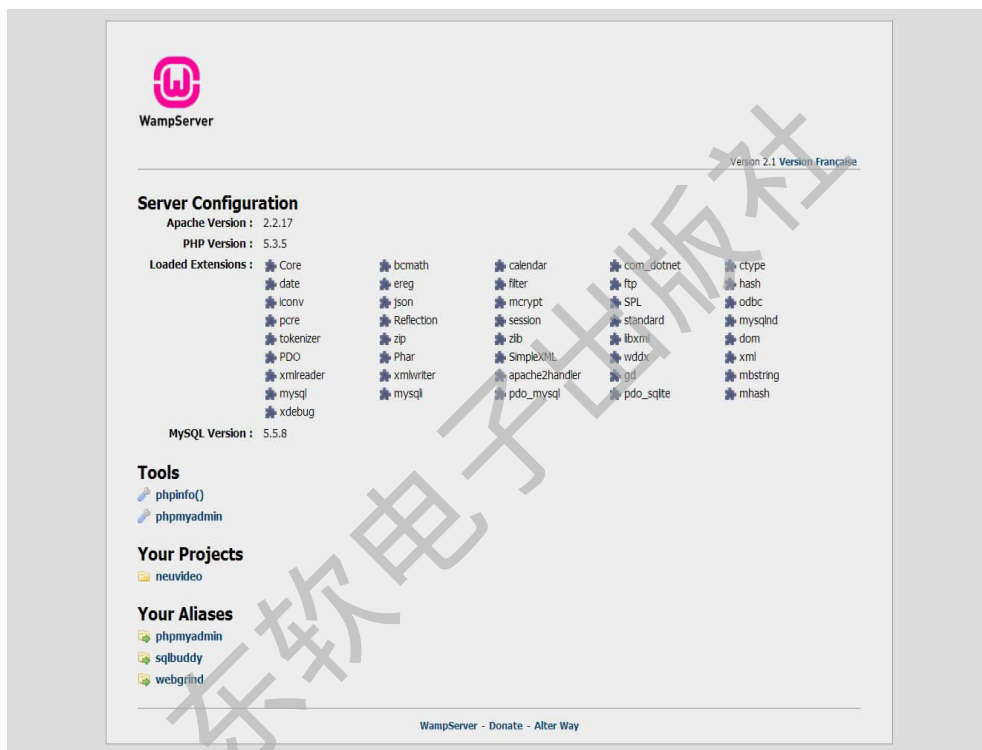 WampServer
Verson 2.1 Version Française
Server Configuration
Apache Version : 2.2.17
PHP Version : 5.3.5
Loaded Extensions : Core bcmath calendar com_dotnet ctype
date ereg filter ftp hash
iconv json mcrypt SPL odbc
pcre Reflection session standard mysqlnd
tokenizer zip zlib libxml dom
PDO Phar SimpleXML wddx xml
xmlreader xmlwriter apache2handler gd mbstring
mysql mysqli pdo_mysql pdo_sqlite mhash
xdebug
MySQL Version : 5.5.8
Tools
phpinfo()
phpmyadmin
Your Projects
neuvideo
Your Aliases
phpmyadmin
sqlbuddy
webgrind
WampServer - Donate - Alter Way
东软电子出版社